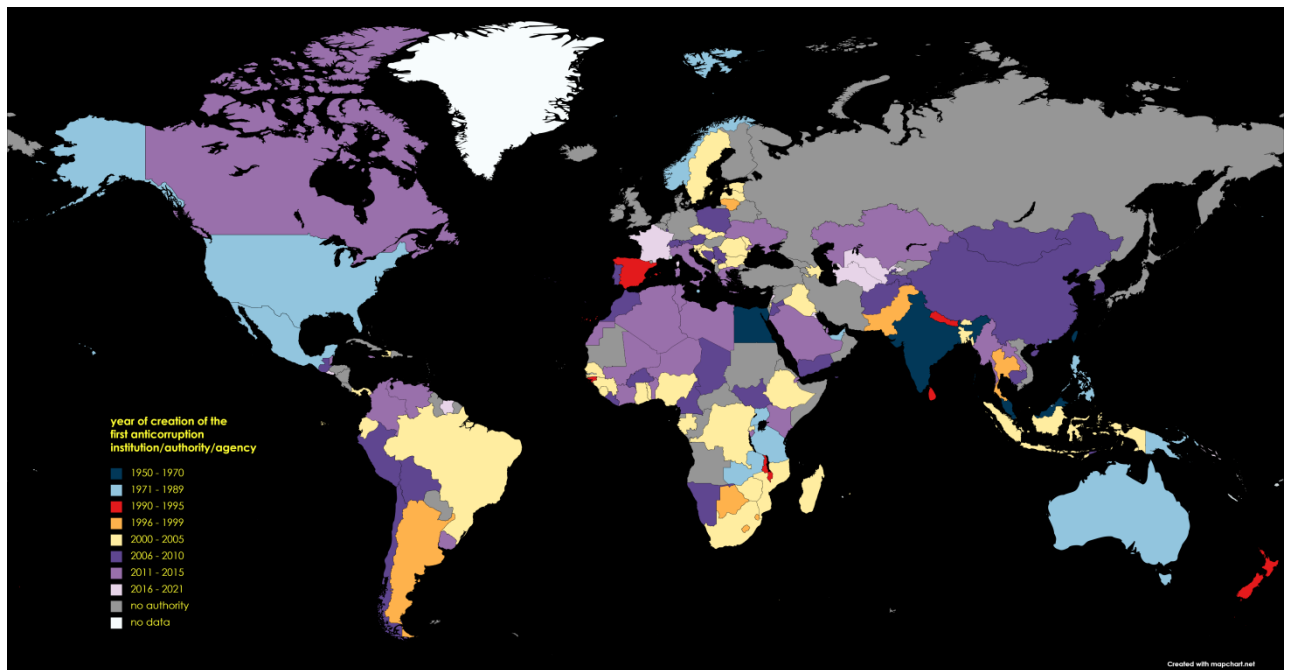 year of creation of the
first anticorruption
institution/authority/agency
1950 - 1970
1971 - 1989
1990 - 1995
1996 - 1999
2000 - 2005
2006 - 2010
2011 - 2015
2016 - 2021
no authority
no data
Created with mapchart.net